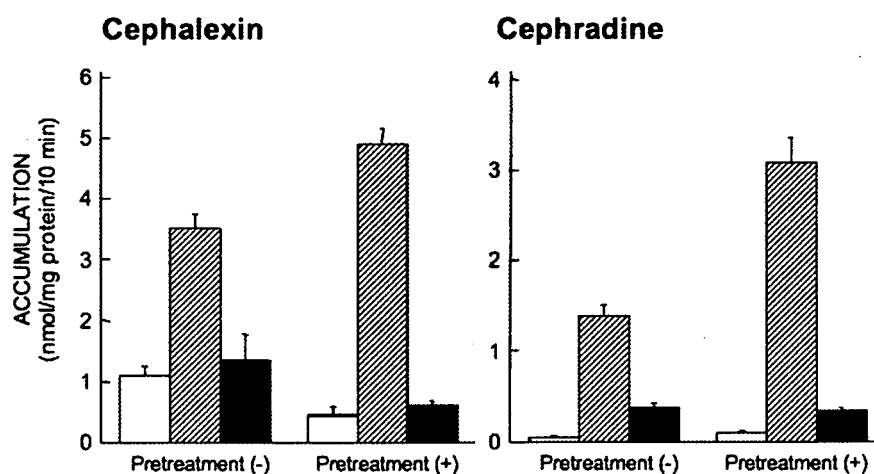 Cephalexin
ACCUMULATION
(nmol/mg protein/10 min)
6
5
4
3
2
1
0
Pretreatment (-) Pretreatment (+)
Cephradine
4
3
2
1
0
Pretreatment (-) Pretreatment (+)